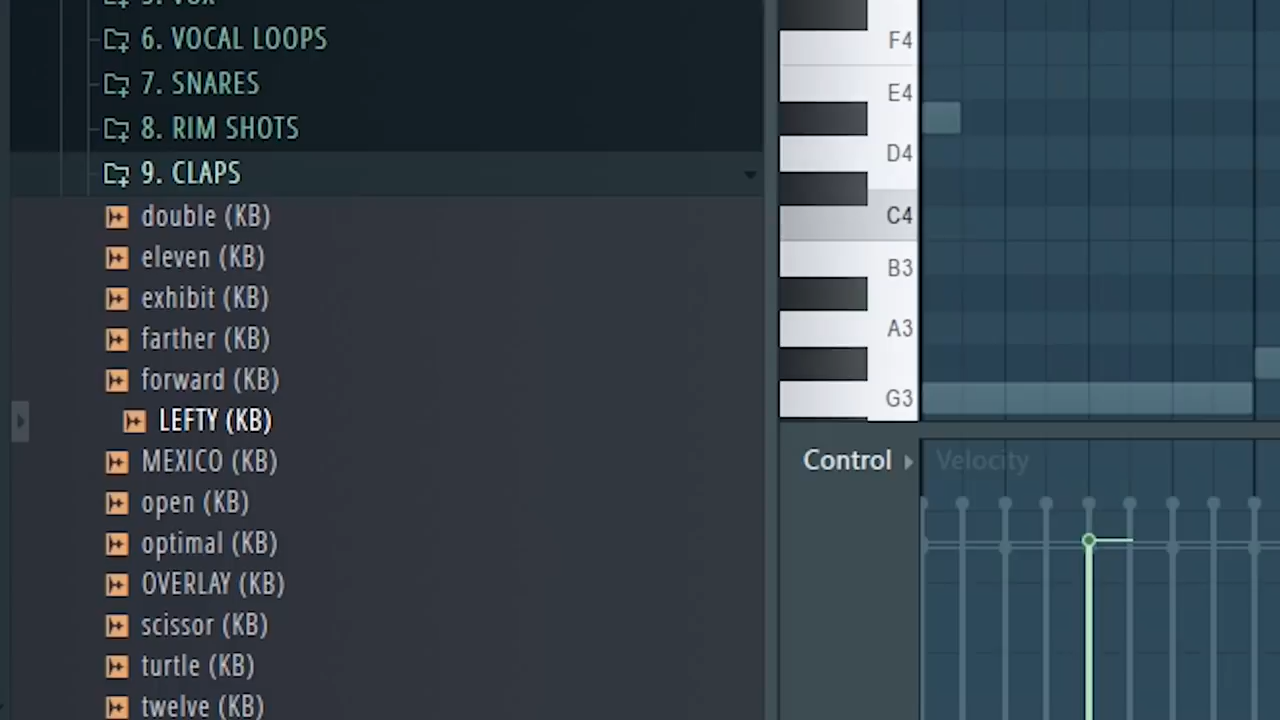 5. VOX
6. VOCAL LOOPS
7. SNARES
8. RIM SHOTS
9. CLAPS
double (KB)
eleven (KB)
exhibit (KB)
farther (KB)
forward (KB)
LEFTY (KB)
MEXICO (KB)
open (KB)
optimal (KB)
OVERLAY (KB)
scissor (KB)
turtle (KB)
twelve (KB)
F4
E4
D4
C4
B3
A3
G3
Control
Velocity